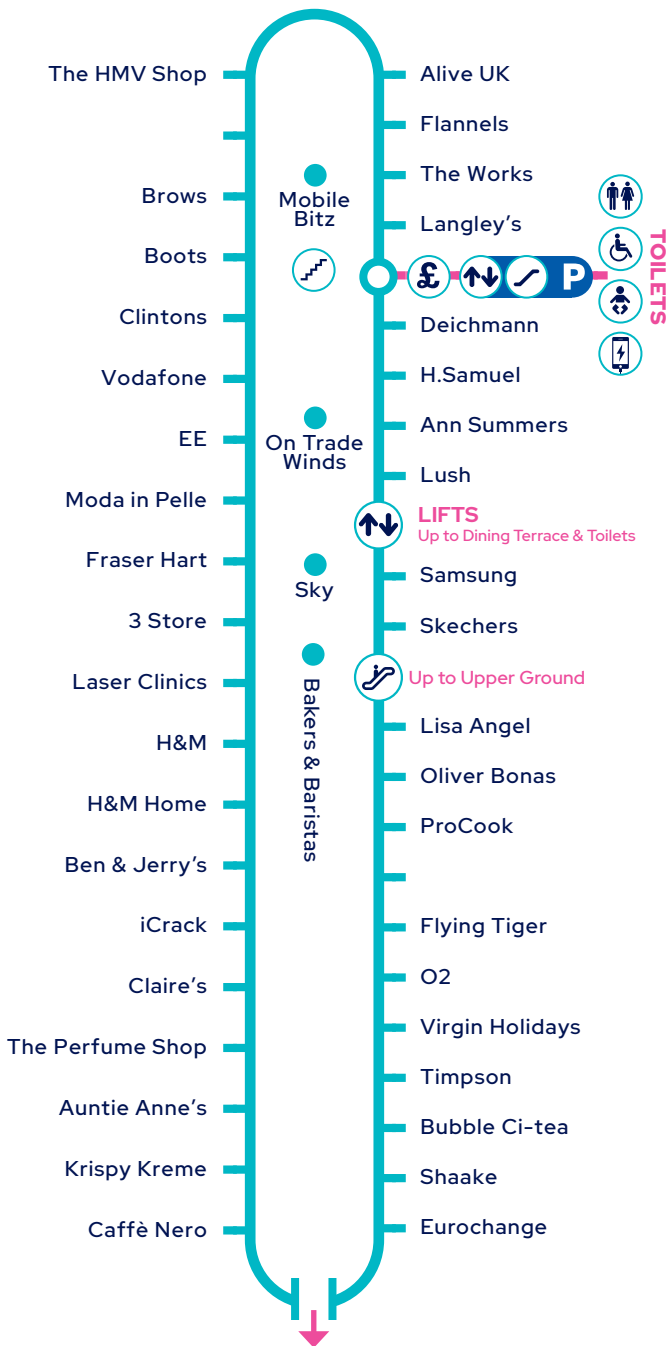 The HMV Shop
Brows
Boots
Clintons
Vodafone
EE
Moda in Pelle
Fraser Hart
3 Store
Laser Clinics
H&M
H&M Home
Ben & Jerry’s
iCrack
Claire’s
The Perfume Shop
Auntie Anne’s
Krispy Kreme
Caffè Nero
Mobile
Bitz
On Trade
Winds
Sky
Bakers & Baristas
Alive UK
Flannels
The Works
Langley’s
£
P
TOILETS
Deichmann
H.Samuel
Ann Summers
Lush
LIFTS
Up to Dining Terrace & Toilets
Samsung
Skechers
Up to Upper Ground
Lisa Angel
Oliver Bonas
ProCook
Flying Tiger
O2
Virgin Holidays
Timpson
Bubble Ci-tea
Shaake
Eurochange